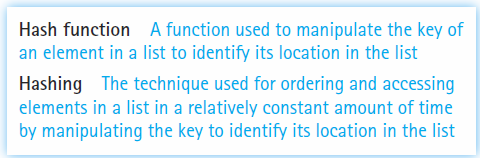 Hash function A function used to manipulate the key of
an element in a list to identify its location in the list
Hashing The technique used for ordering and accessing
elements in a list in a relatively constant amount of time
by manipulating the key to identify its location in the list